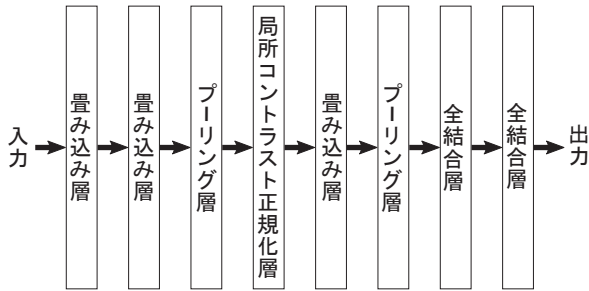 入力
畳み込み層
畳み込み層
プーリング層
局所コントラスト正規化層
畳み込み層
プーリング層
全結合層
全結合層
出力